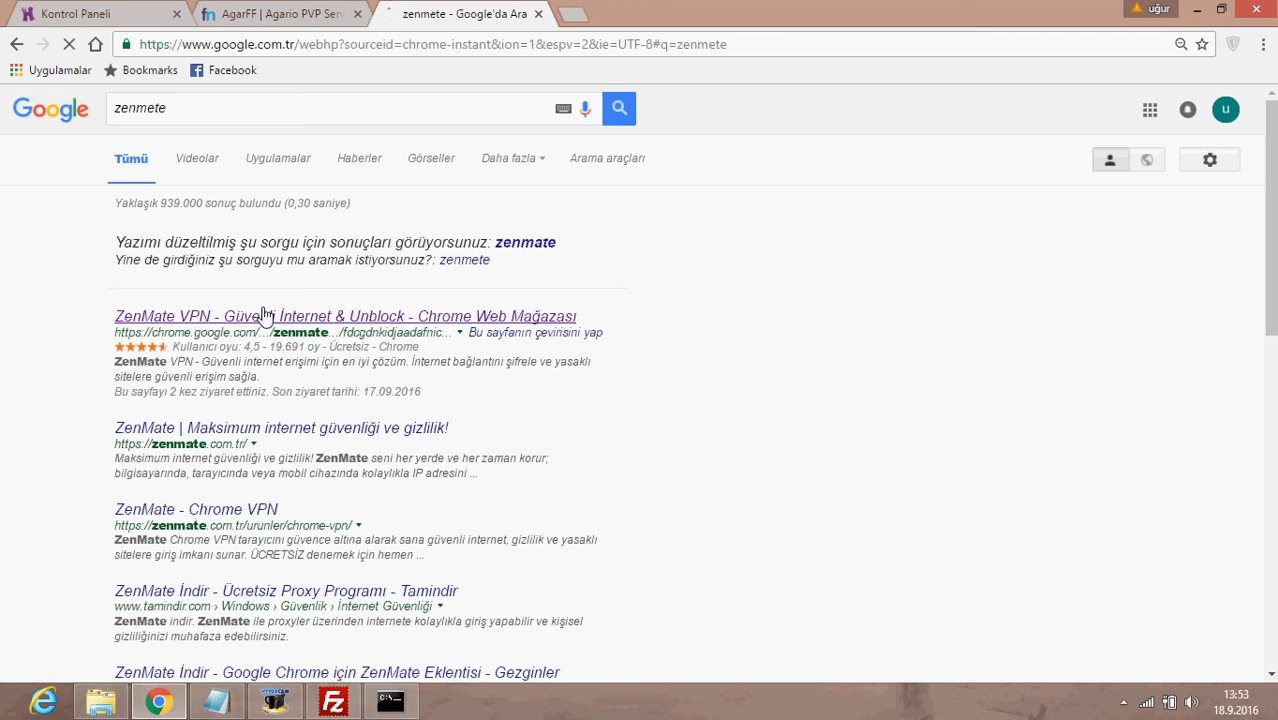 Kontrol Paneli
AgarFF | Agario PVP Serv
zenmete - Google'da Ara
uğur
https://www.google.com.tr/webhp?sourceid=chrome-instant&ion=1&espv=2&ie=UTF-8#q=zenmete
Uygulamalar
Bookmarks
Facebook
Google
zenmete
u
Tümü
Videolar
Uygulamalar
Haberler
Görseller
Daha fazla
Arama araçları
Yaklaşık 939.000 sonuç bulundu (0,30 saniye)
Yazımı düzeltilmiş şu sorgu için sonuçları görüyorsunuz: zenmate
Yine de girdiğiniz şu sorguyu mu aramak istiyorsunuz?: zenmete
ZenMate VPN - Güvenli İnternet & Unblock - Chrome Web Mağazası
https://chrome.google.com/.../zenmate.../fdcgdnkidjaadafnic... Bu sayfanın çevirisini yap
Kullanıcı oyu: 4,5 - 19.691 oy - Ücretsiz - Chrome
ZenMate VPN - Güvenli internet erişimi için en iyi çözüm. İnternet bağlantını şifrele ve yasaklı
sitelere güvenli erişim sağla.
Bu sayfayı 2 kez ziyaret ettiniz. Son ziyaret tarihi: 17.09.2016
ZenMate | Maksimum internet güvenliği ve gizlilik!
https://zenmate.com.tr/
Maksimum internet güvenliği ve gizlilik! ZenMate seni her yerde ve her zaman korur;
bilgisayarında, tarayıcında veya mobil cihazında kolaylıkla IP adresini ...
ZenMate - Chrome VPN
https://zenmate.com.tr/urunler/chrome-vpn/
ZenMate Chrome VPN tarayıcını güvence altına alarak sana güvenli internet, gizlilik ve yasaklı
sitelere giriş imkanı sunar. ÜCRETSİZ denemek için hemen ...
ZenMate İndir - Ücretsiz Proxy Programı - Tamindir
www.tamindir.com › Windows › Güvenlik › İnternet Güvenliği
ZenMate indir. ZenMate ile proxyler üzerinden internete kolaylıkla giriş yapabilir ve kişisel
gizliliğinizi muhafaza edebilirsiniz.
ZenMate İndir - Google Chrome için ZenMate Eklentisi - Gezginler
13:53
18.9.2016